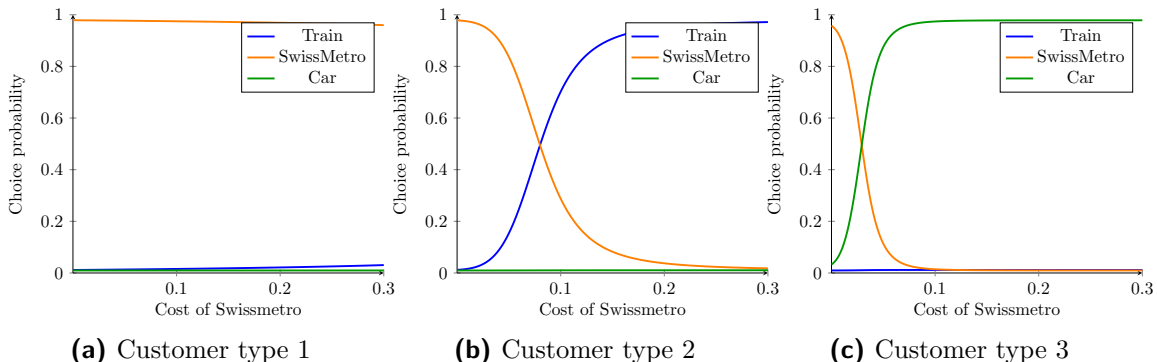 1
0.8
0.6
0.4
0.2
0
Choice probability
0.1
0.2
0.3
Cost of Swissmetro
Train
SwissMetro
Car
(a) Customer type 1
1
0.8
0.6
0.4
0.2
0
Choice probability
0.1
0.2
0.3
Cost of Swissmetro
Train
SwissMetro
Car
(b) Customer type 2
1
0.8
0.6
0.4
0.2
0
Choice probability
0.1
0.2
0.3
Cost of Swissmetro
Train
SwissMetro
Car
(c) Customer type 3